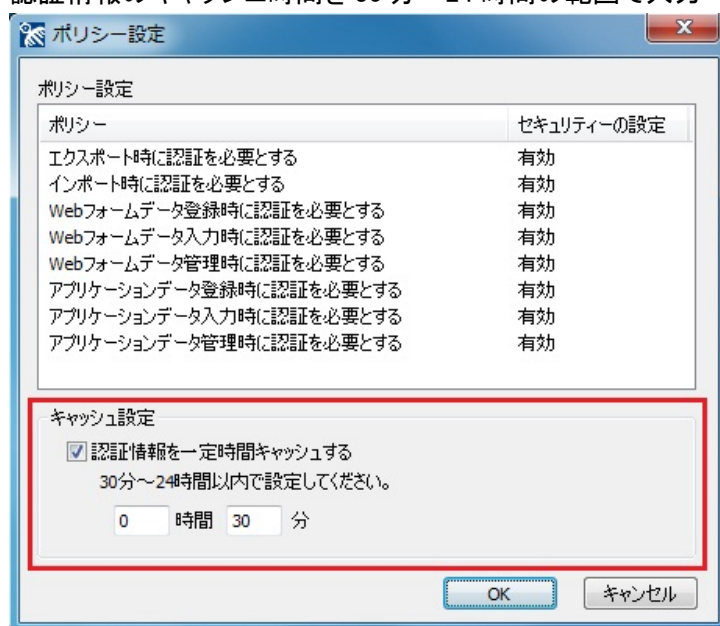 認証情報のキャッシュ時間を 30 分~24時間の範囲で入力
ポリシー設定
ポリシー設定
ポリシー セキュリティーの設定
エクスポート時に認証を必要とする 有効
インポート時に認証を必要とする 有効
Webフォームデータ登録時に認証を必要とする 有効
Webフォームデータ入力時に認証を必要とする 有効
Webフォームデータ管理時に認証を必要とする 有効
アプリケーションデータ登録時に認証を必要とする 有効
アプリケーションデータ入力時に認証を必要とする 有効
アプリケーションデータ管理時に認証を必要とする 有効
キャッシュ設定
認証情報を一定時間キャッシュする
30分～24時間以内で設定してください。
0 時間 30 分
OK キャンセル